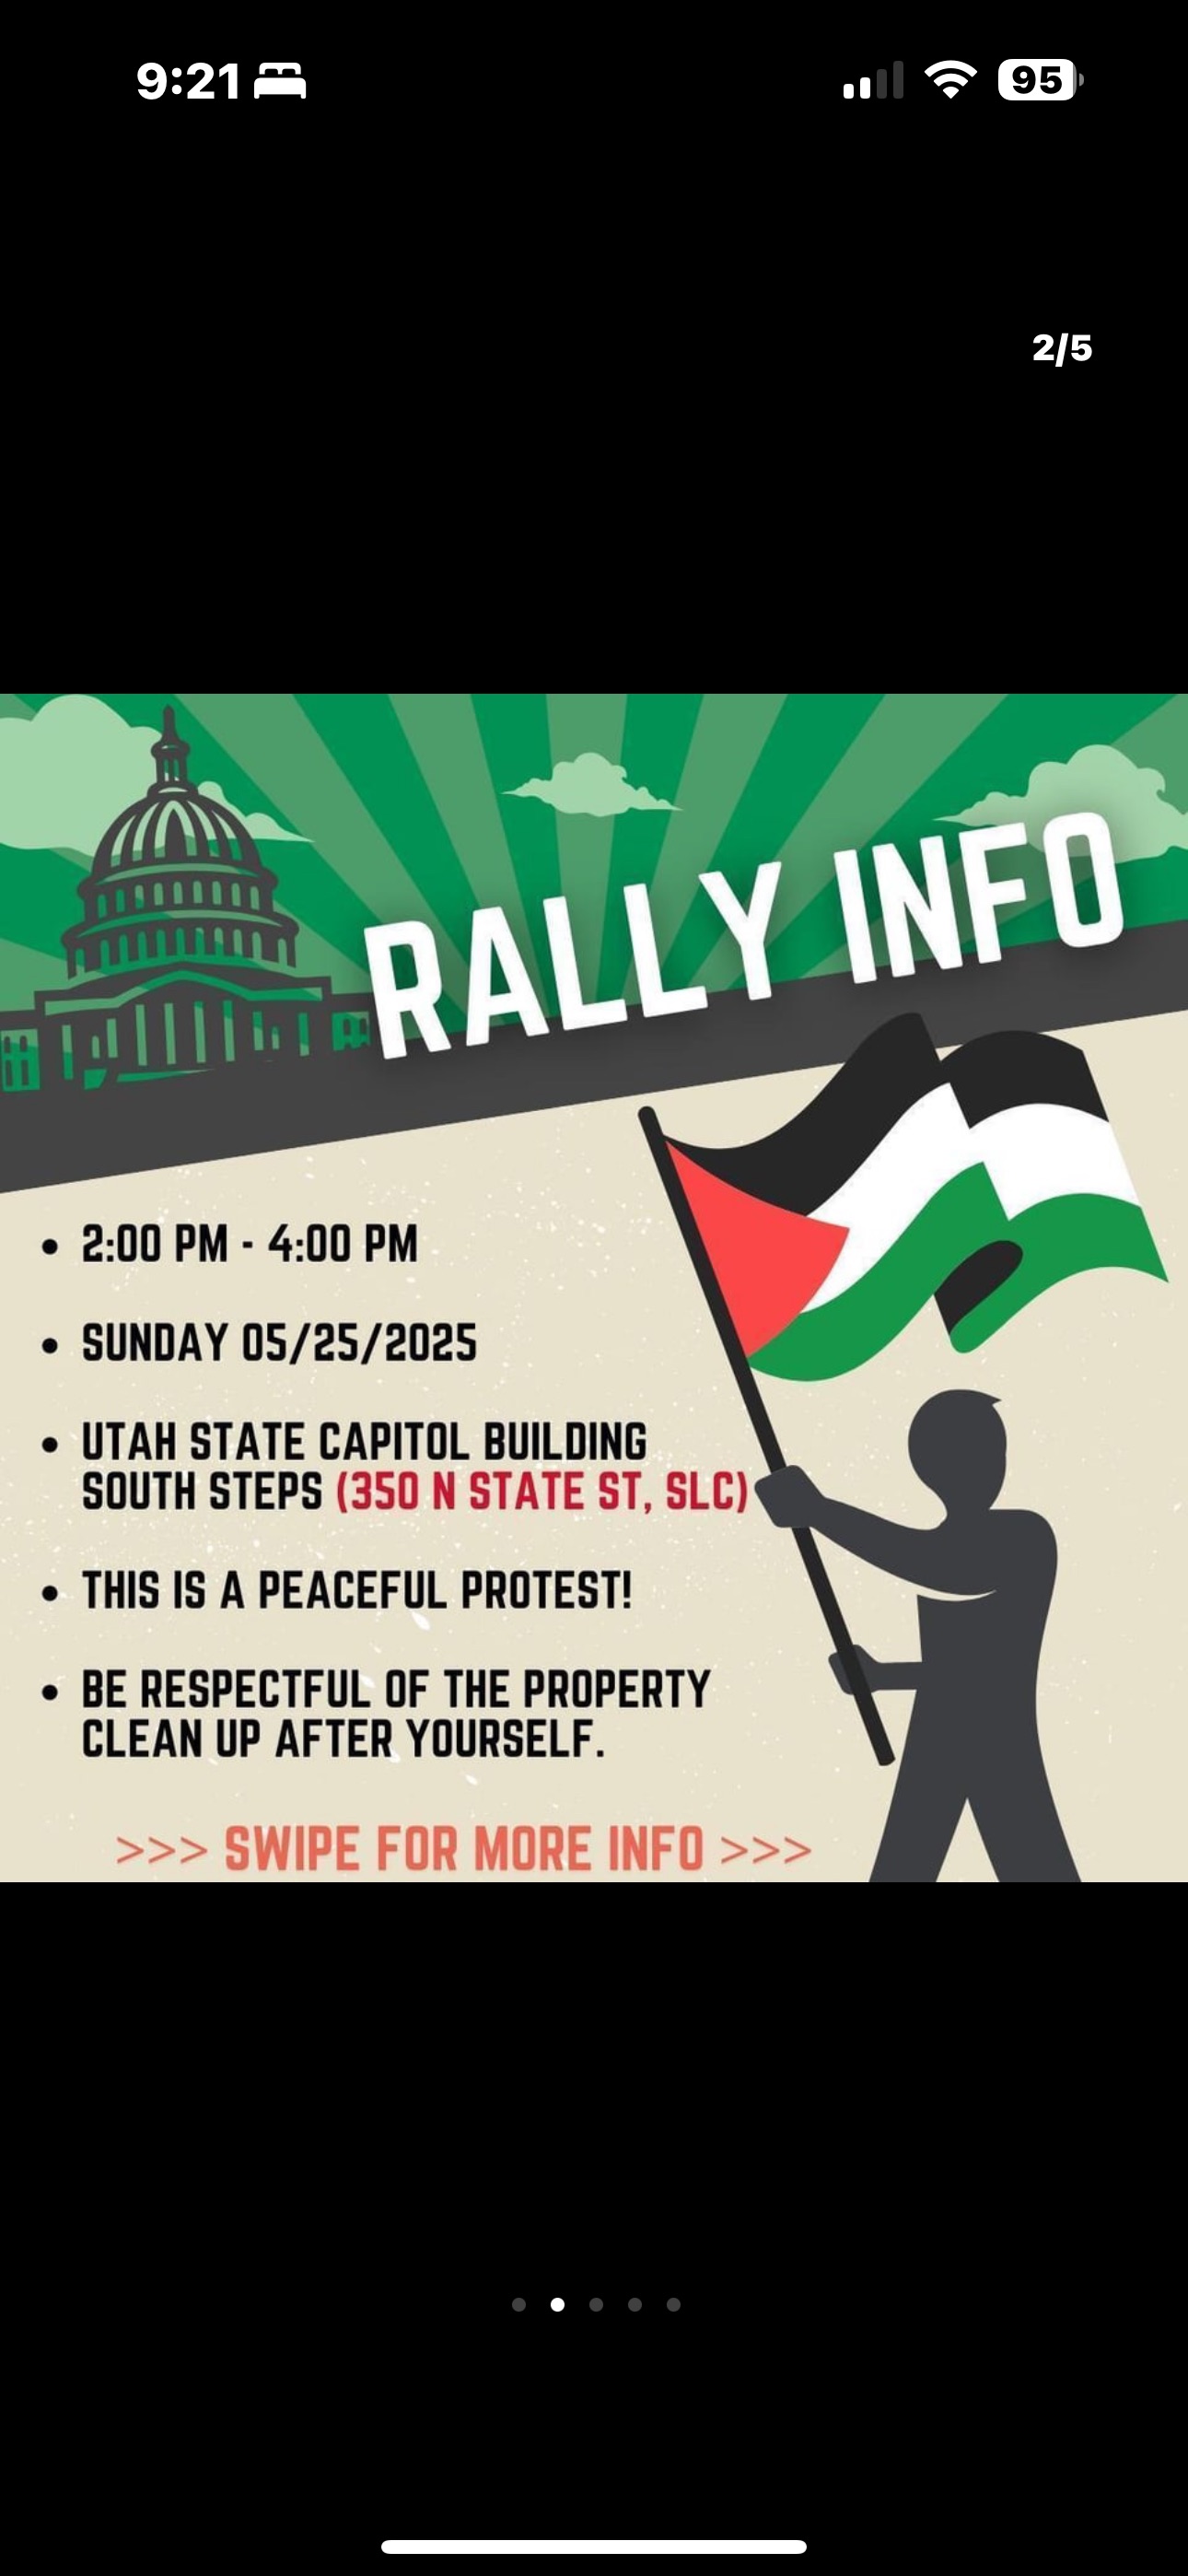 9:21
95
2/5
RALLY INFO
• 2:00 PM - 4:00 PM
• SUNDAY 05/25/2025
• UTAH STATE CAPITOL BUILDING
SOUTH STEPS (350 N STATE ST, SLC)
• THIS IS A PEACEFUL PROTEST!
• BE RESPECTFUL OF THE PROPERTY
CLEAN UP AFTER YOURSELF.
>>> SWIPE FOR MORE INFO >>>